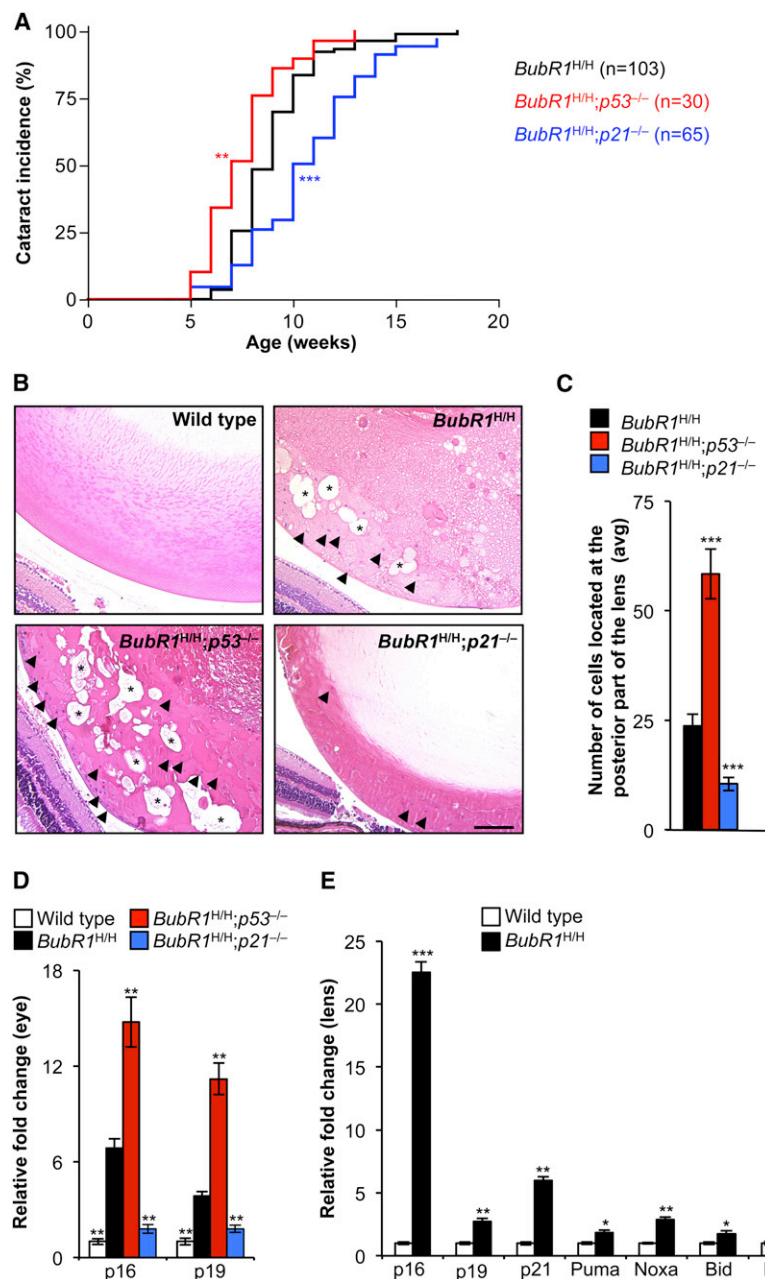 A
Cataract incidence (%)
100
75
50
25
0
**
***
0 5 10 15 20
Age (weeks)
BubR1H/H (n=103)
BubR1H/H;p53–/– (n=30)
BubR1H/H;p21–/– (n=65)
B
Wild type
BubR1H/H
* * * *
BubR1H/H;p53–/–
* * * * * * *
BubR1H/H;p21–/–
C
BubR1H/H
BubR1H/H;p53–/–
BubR1H/H;p21–/–
Number of cells located at the
posterior part of the lens (avg)
75
50
25
0
***
***
D
Wild type
BubR1H/H
BubR1H/H;p53–/–
BubR1H/H;p21–/–
Relative fold change (eye)
18
12
6
0
** ** **
** ** **
p16 p19
E
Wild type
BubR1H/H
Relative fold change (lens)
25
20
15
10
5
0
*** ** ** * ** *
p16 p19 p21 Puma Noxa Bid